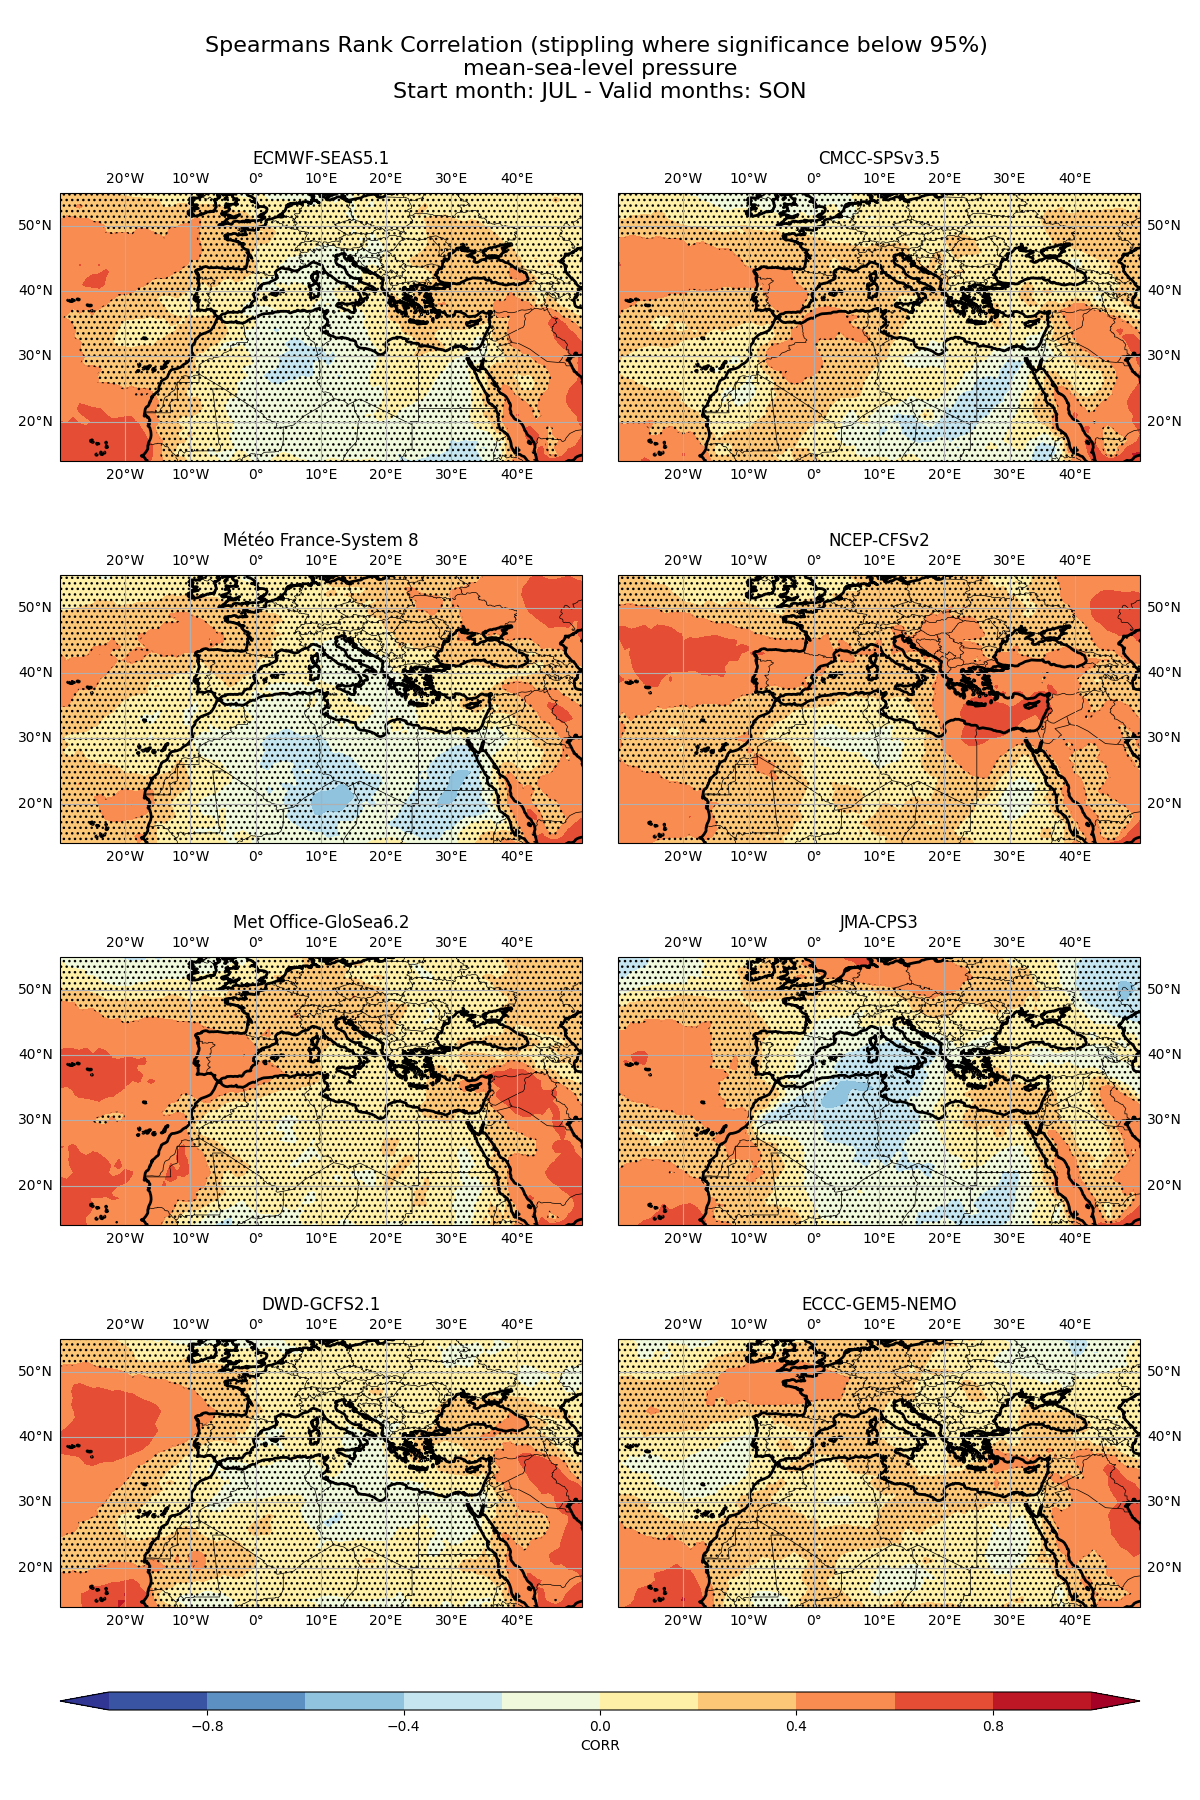 Spearmans Rank Correlation (stippling where significance below 95%)
mean-sea-level pressure
Start month: JUL - Valid months: SON
ECMWF-SEAS5.1
CMCC-SPSv3.5
20°W 10°W 0° 10°E 20°E 30°E 40°E
20°W 10°W 0° 10°E 20°E 30°E 40°E
50°N
50°N
40°N
40°N
30°N
30°N
20°N
20°N
20°W 10°W 0° 10°E 20°E 30°E 40°E
20°W 10°W 0° 10°E 20°E 30°E 40°E
Météo France-System 8
NCEP-CFSv2
20°W 10°W 0° 10°E 20°E 30°E 40°E
20°W 10°W 0° 10°E 20°E 30°E 40°E
50°N
50°N
40°N
40°N
30°N
30°N
20°N
20°N
20°W 10°W 0° 10°E 20°E 30°E 40°E
20°W 10°W 0° 10°E 20°E 30°E 40°E
Met Office-GloSea6.2
JMA-CPS3
20°W 10°W 0° 10°E 20°E 30°E 40°E
20°W 10°W 0° 10°E 20°E 30°E 40°E
50°N
50°N
40°N
40°N
30°N
30°N
20°N
20°N
20°W 10°W 0° 10°E 20°E 30°E 40°E
20°W 10°W 0° 10°E 20°E 30°E 40°E
DWD-GCFS2.1
ECCC-GEM5-NEMO
20°W 10°W 0° 10°E 20°E 30°E 40°E
20°W 10°W 0° 10°E 20°E 30°E 40°E
50°N
50°N
40°N
40°N
30°N
30°N
20°N
20°N
20°W 10°W 0° 10°E 20°E 30°E 40°E
20°W 10°W 0° 10°E 20°E 30°E 40°E
−0.8 −0.4 0.0 0.4 0.8
CORR